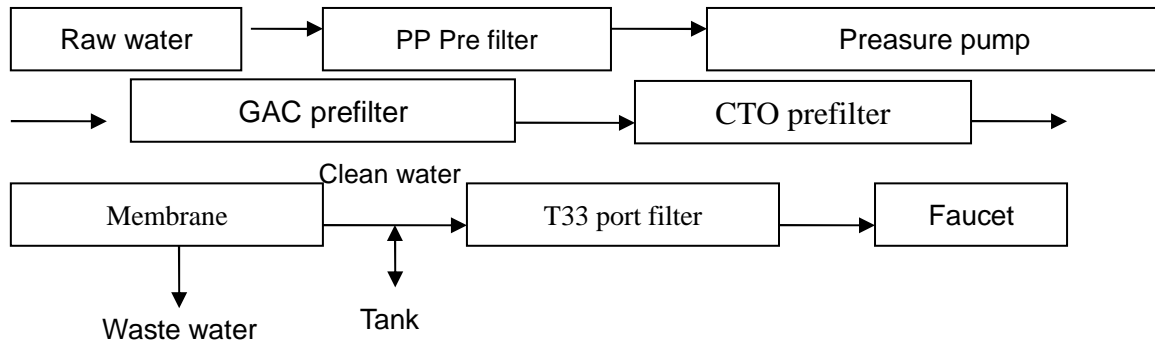 Raw water
PP Pre filter
Preasure pump
GAC prefilter
CTO prefilter
Clean water
Membrane
T33 port filter
Faucet
Waste water
Tank